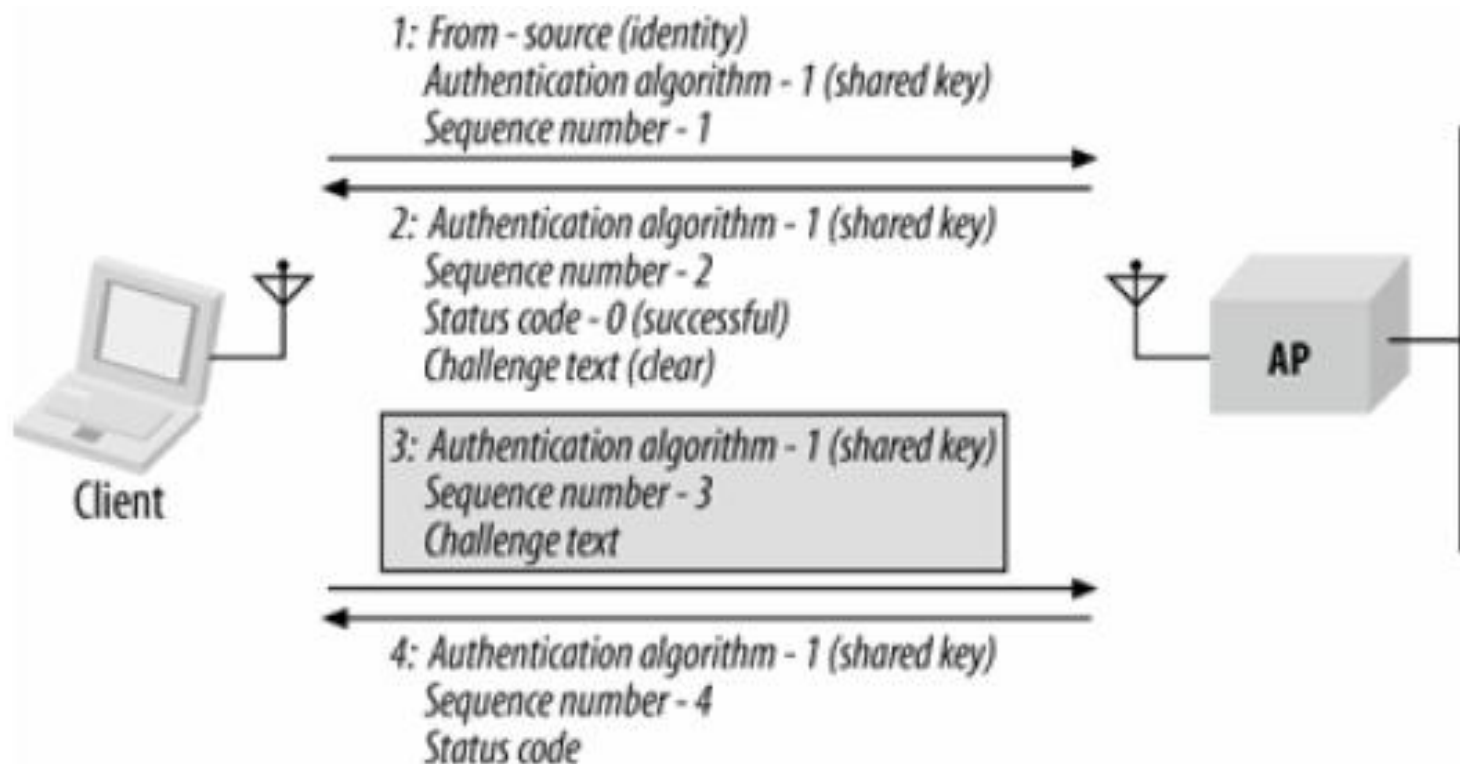 1: From - source (identity)
Authentication algorithm - 1 (shared key)
Sequence number - 1
2: Authentication algorithm - 1 (shared key)
Sequence number - 2
Status code - 0 (successful)
Challenge text (clear)
AP
Client
3: Authentication algorithm - 1 (shared key)
Sequence number - 3
Challenge text
4: Authentication algorithm - 1 (shared key)
Sequence number - 4
Status code